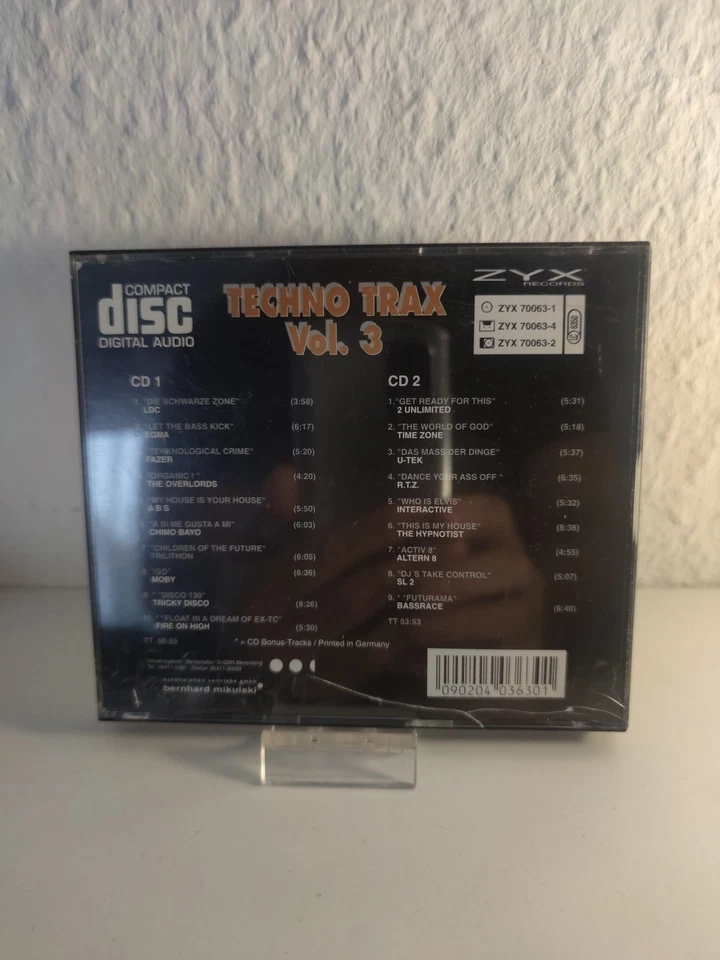 COMPACT
disc
DIGITAL AUDIO
TECHNO TRAX
Vol. 3
ZYX
RECORDS
ZYX 70063-1
ZYX 70063-4
ZYX 70063-2
CD 1
1. "DIE SCHWARZE ZONE" (3:58)
LDC
"LET THE BASS KICK" (6:17)
EGMA
"TEKKNOLOGICAL CRIME" (5:20)
FAZER
"ORGANIC I" (4:20)
THE OVERLORDS
"MY HOUSE IS YOUR HOUSE"
A B S (5:50)
"A SI ME GUSTA A MI" (6:03)
CHIMO BAYO
7. "CHILDREN OF THE FUTURE"
TRILITHON (6:05)
8. "GO" (6:36)
MOBY
9. * "DISCO 130"
TRICKY DISCO (8:26)
10. * "FLOAT IN A DREAM OF EX-TC"
FIRE ON HIGH (5:30)
TT
CD 2
1. "GET READY FOR THIS" (5:31)
2 UNLIMITED
2. "THE WORLD OF GOD" (5:18)
TIME ZONE
3. "DAS MASS DER DINGE" (5:37)
U-TEK
4. "DANCE YOUR ASS OFF " (6:35)
R.T.Z.
5. "WHO IS ELVIS" (5:32)
INTERACTIVE
6. "THIS IS MY HOUSE" (8:38)
THE HYPNOTIST
7. "ACTIV 8" (4:55)
ALTERN 8
8. "DJ S TAKE CONTROL" (5:07)
SL 2
9. * "FUTURAMA"
BASSRACE (6:40)
TT 53:53
* = CD Bonus-Tracks / Printed in Germany
schallplatten vertriebs gmbh
bernhard mikulski
090204 036301